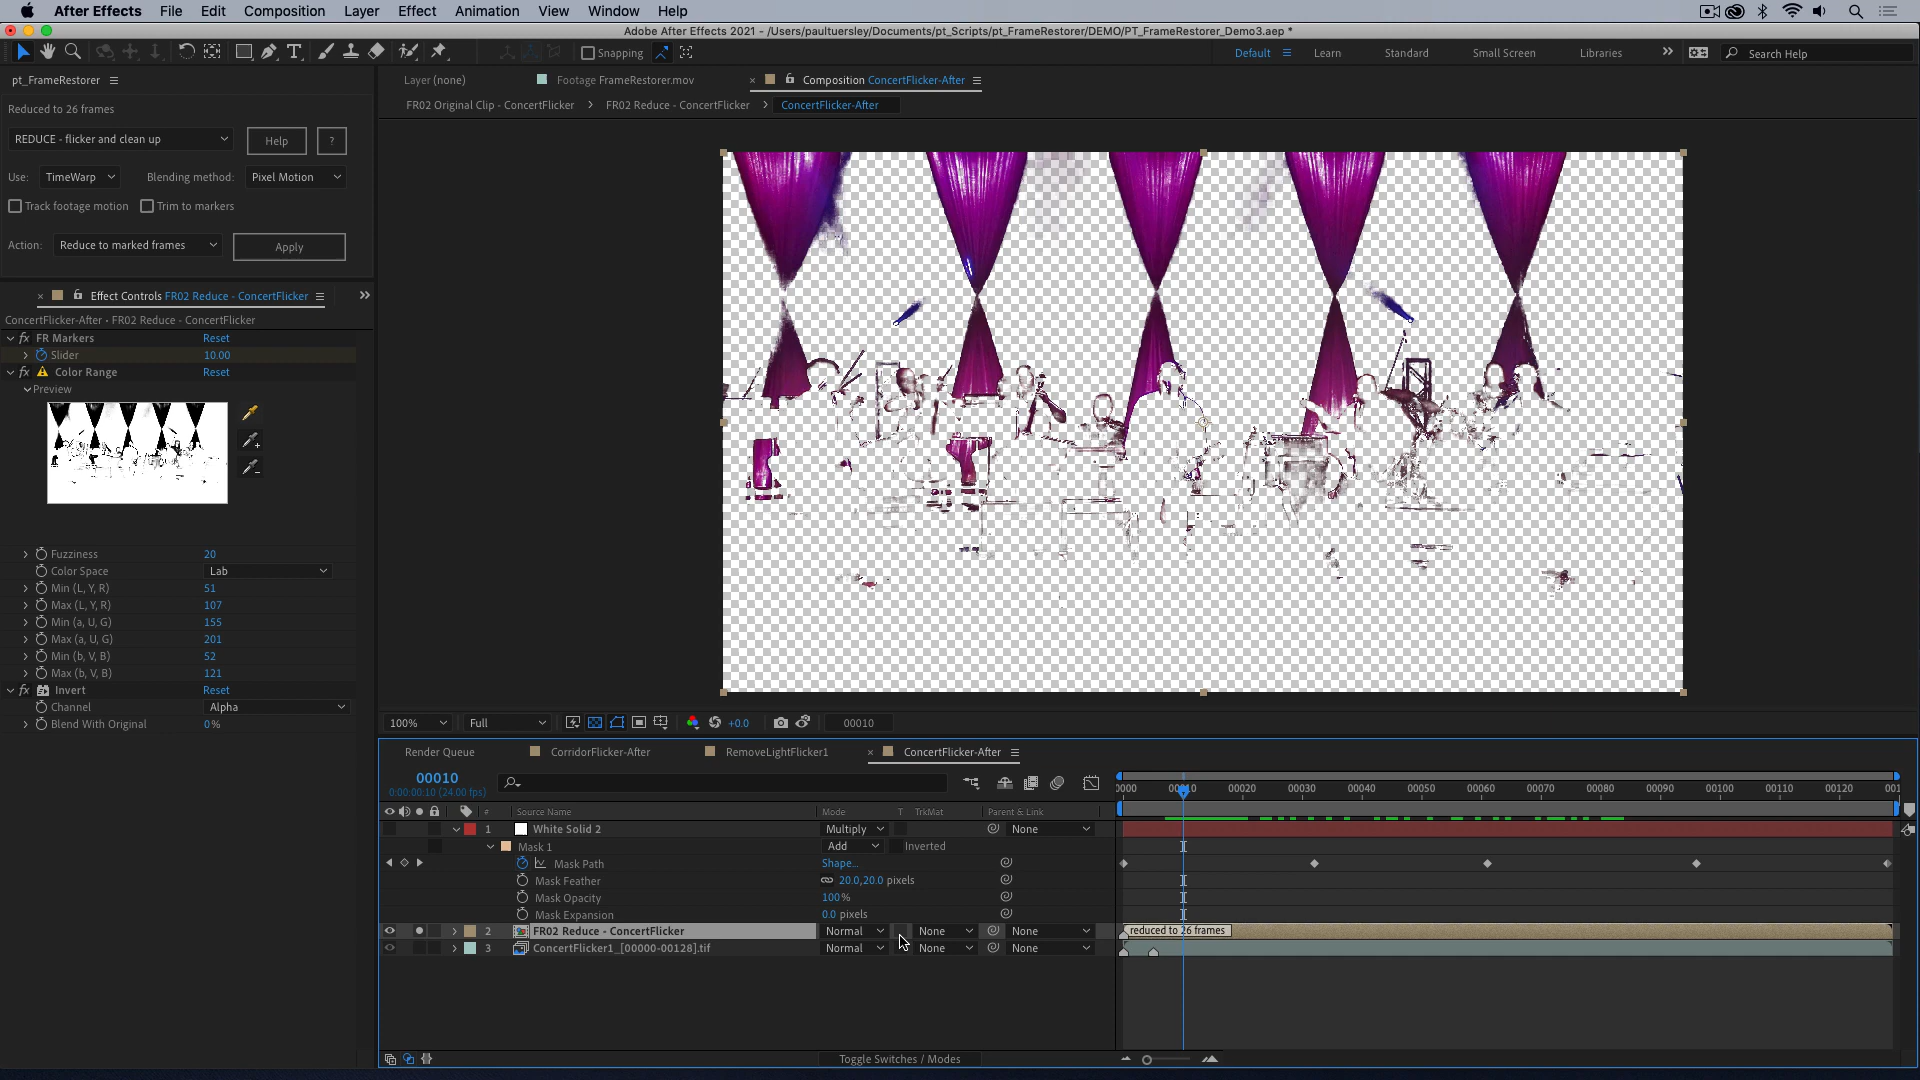 After Effects File Edit Composition Layer Effect Animation View Window Help
Adobe After Effects 2021 - /Users/paultuersley/Documents/pt_Scripts/pt_FrameRestorer/DEMO/PT_FrameRestorer_Demo3.aep *
Snapping Default Learn Standard Small Screen Libraries Search Help
pt_FrameRestorer
Layer (none) Footage FrameRestorer.mov Composition ConcertFlicker-After
Reduced to 26 frames
FR02 Original Clip - ConcertFlicker FR02 Reduce - ConcertFlicker ConcertFlicker-After
REDUCE - flicker and clean up Help ?
Use: TimeWarp Blending method: Pixel Motion
Track footage motion Trim to markers
Action: Reduce to marked frames Apply
Effect Controls FR02 Reduce - ConcertFlicker
ConcertFlicker-After • FR02 Reduce - ConcertFlicker
fx FR Markers Reset
Slider 10.00
fx Color Range Reset
Preview
Fuzziness 20
Color Space Lab
Min (L, Y, R) 51
Max (L, Y, R) 107
Min (a, U, G) 155
Max (a, U, G) 201
Min (b, V, B) 52
Max (b, V, B) 121
fx Invert Reset
Channel Alpha
Blend With Original 0%
100% Full +0.0 00010
Render Queue CorridorFlicker-After RemoveLightFlicker1 ConcertFlicker-After
00010
0:00:00:10 (24.00 fps)
0000 00010 00020 00030 00040 00050 00060 00070 00080 00090 00100 00110 00120 001
# Source Name Mode T TrkMat Parent & Link
1 White Solid 2 Multiply None
Mask 1 Add Inverted
Mask Path Shape...
Mask Feather 20.0,20.0 pixels
Mask Opacity 100%
Mask Expansion 0.0 pixels
2 FR02 Reduce - ConcertFlicker Normal None None reduced to 26 frames
3 ConcertFlicker1_[00000-00128].tif Normal None None
Toggle Switches / Modes